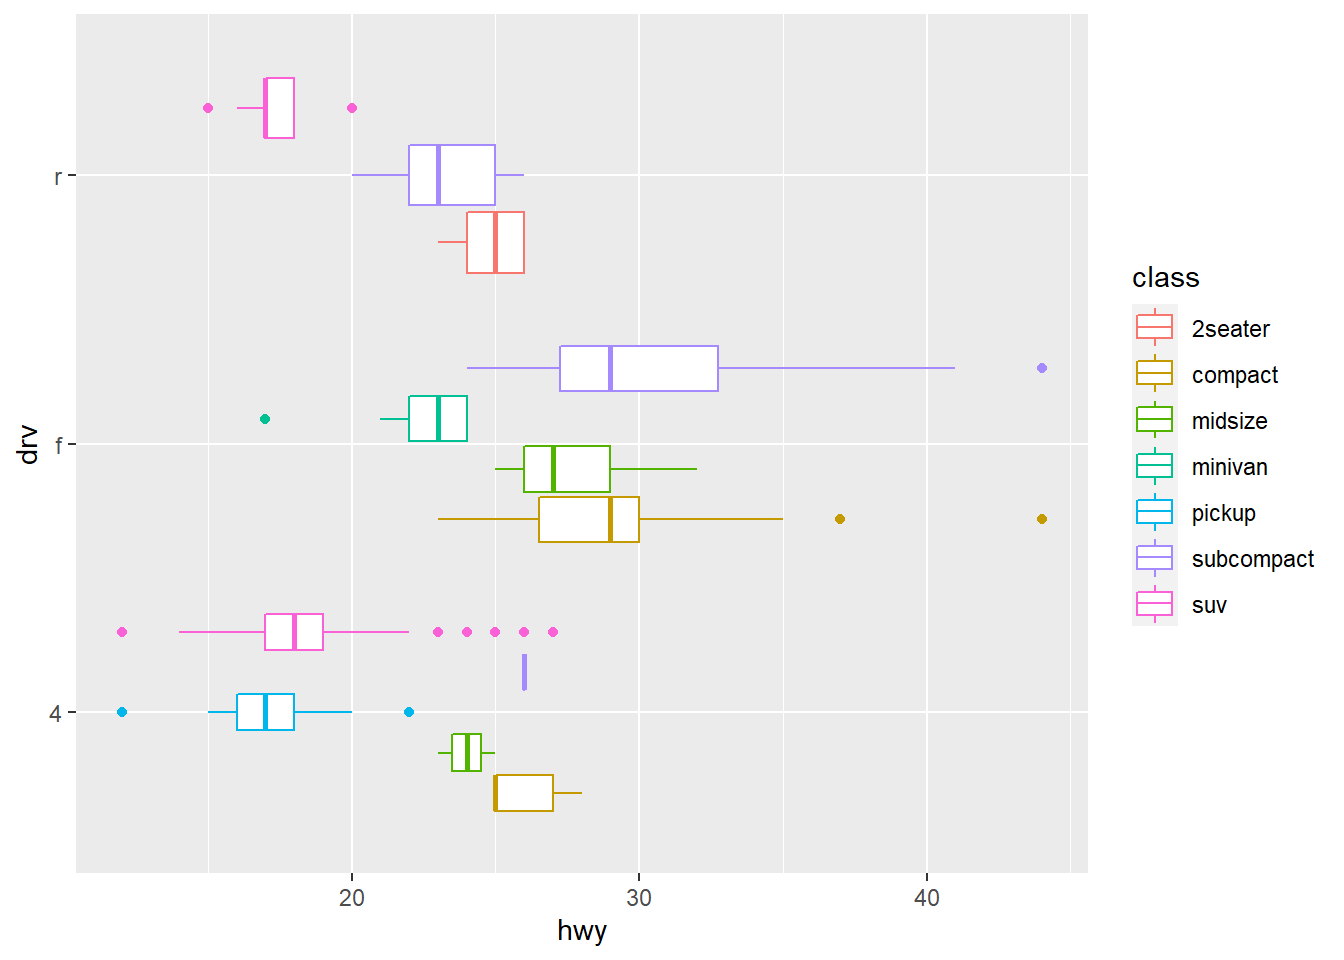 r
f
4
drv
20 30 40
hwy
class
2seater
compact
midsize
minivan
pickup
subcompact
suv